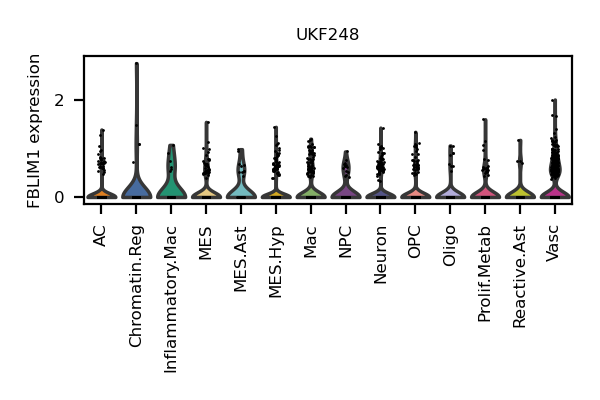 UKF248
FBLIM1 expression
2
0
AC
Chromatin.Reg
Inflammatory.Mac
MES
MES.Ast
MES.Hyp
Mac
NPC
Neuron
OPC
Oligo
Prolif.Metab
Reactive.Ast
Vasc